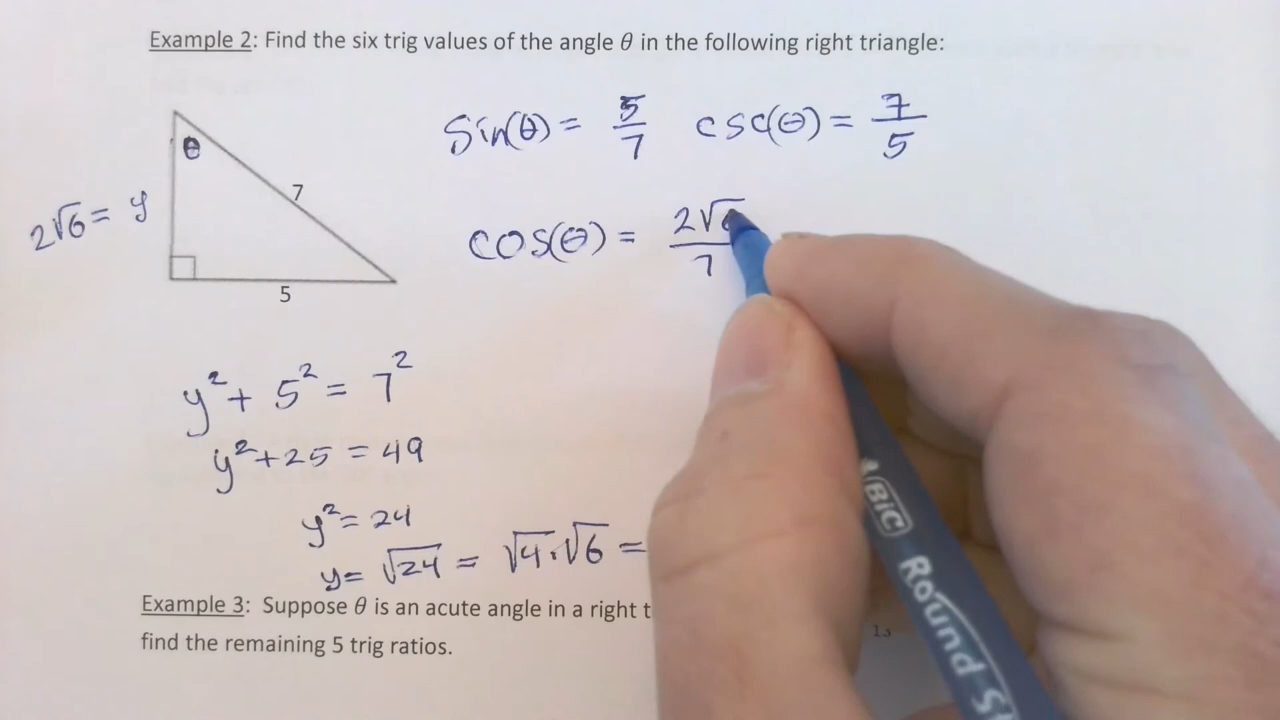 Example 2: Find the six trig values of the angle θ in the following right triangle:
sin(θ) = 5/7 csc(θ) = 7/5
θ
7
2√6 = y
cos(θ) = 2√6/7
5
y² + 5² = 7²
y² + 25 = 49
y² = 24
y = √24 = √4 · √6 =
Example 3: Suppose θ is an acute angle in a right
find the remaining 5 trig ratios.
BiC
Round